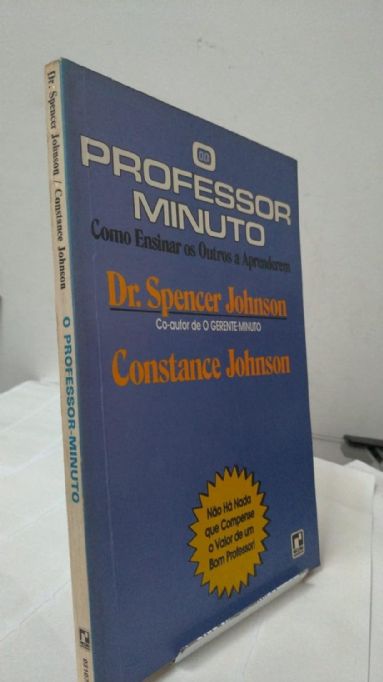 Dr. Spencer Johnson / Constance Johnson
O PROFESSOR-MINUTO
O
PROFESSOR
MINUTO
Como Ensinar os Outros a Aprenderem
Dr. Spencer Johnson
Co-autor de O GERENTE-MINUTO
Constance Johnson
Não Há Nada
que Compense
o Valor de um
Bom Professor!